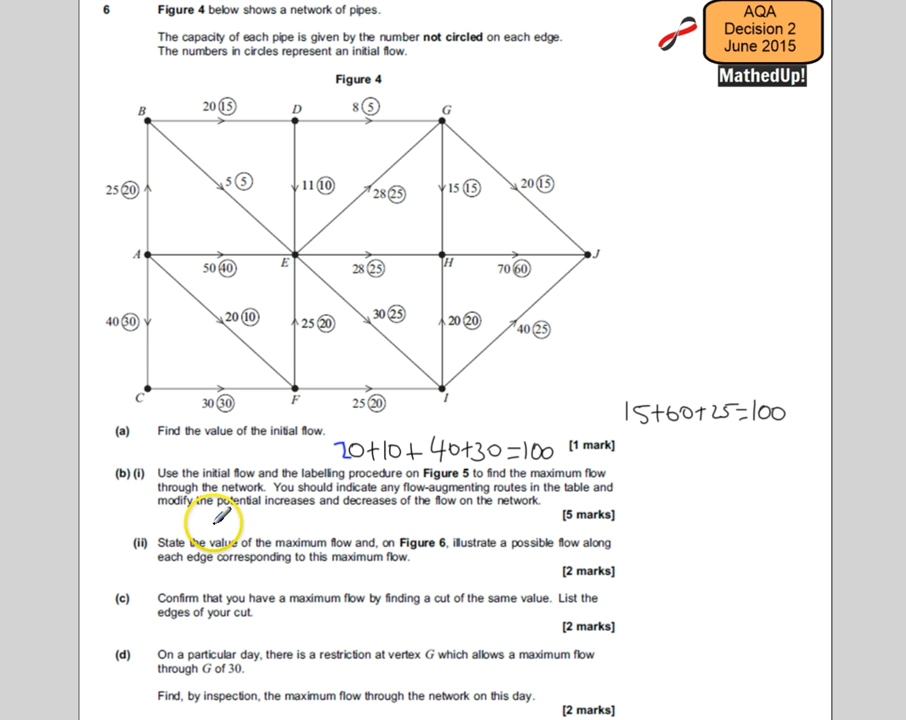 6 Figure 4 below shows a network of pipes.
AQA
Decision 2
June 2015
MathedUp!
The capacity of each pipe is given by the number not circled on each edge.
The numbers in circles represent an initial flow.
Figure 4
B 20 15 D 8 5 G
25 20 5 5 11 10 28 25 15 15 20 15
A E H J
50 40 28 25 70 60
40 30 20 10 25 20 30 25 20 20 40 25
C F I
30 30 25 20
15+60+25=100
(a) Find the value of the initial flow.
20+10+40+30=100 [1 mark]
(b) (i) Use the initial flow and the labelling procedure on Figure 5 to find the maximum flow
through the network. You should indicate any flow-augmenting routes in the table and
modify the potential increases and decreases of the flow on the network.
[5 marks]
(ii) State the value of the maximum flow and, on Figure 6, illustrate a possible flow along
each edge corresponding to this maximum flow.
[2 marks]
(c) Confirm that you have a maximum flow by finding a cut of the same value. List the
edges of your cut.
[2 marks]
(d) On a particular day, there is a restriction at vertex G which allows a maximum flow
through G of 30.
Find, by inspection, the maximum flow through the network on this day.
[2 marks]